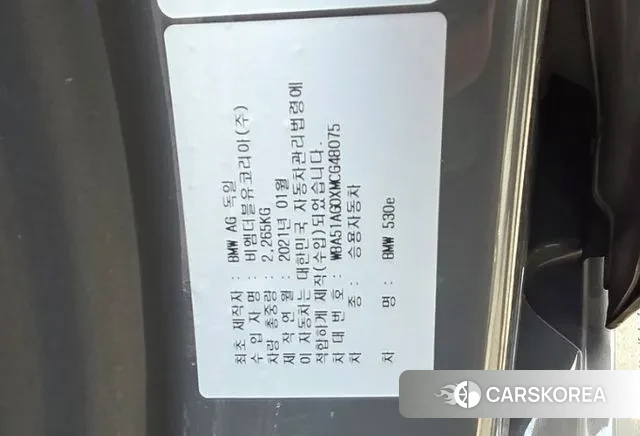 최초 제작자 : BMW AG 독일
수 입 자 명 : 비엠더블유코리아(주)
차량 총중량 : 2,265KG
제 작 연 월 : 2021년 01월
이 자동차는 대한민국 자동차관리법령에
적합하게 제작(수입)되었습니다.
차 대 번 호 : WBA51AG0XMCG48075
차 종 : 승용자동차
차 명 : BMW 530e
CARSKOREA